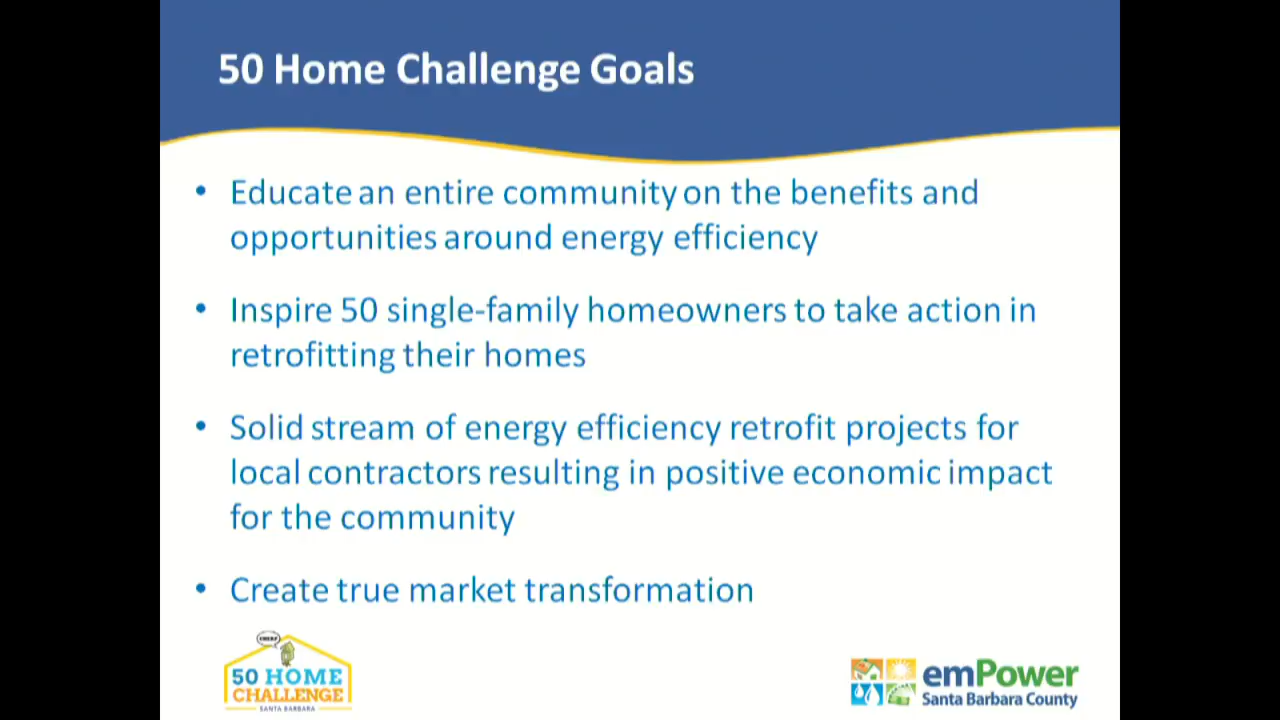 50 Home Challenge Goals
• Educate an entire community on the benefits and
opportunities around energy efficiency
• Inspire 50 single-family homeowners to take action in
retrofitting their homes
• Solid stream of energy efficiency retrofit projects for
local contractors resulting in positive economic impact
for the community
• Create true market transformation
50 HOME
CHALLENGE
SANTA BARBARA
emPower
Santa Barbara County